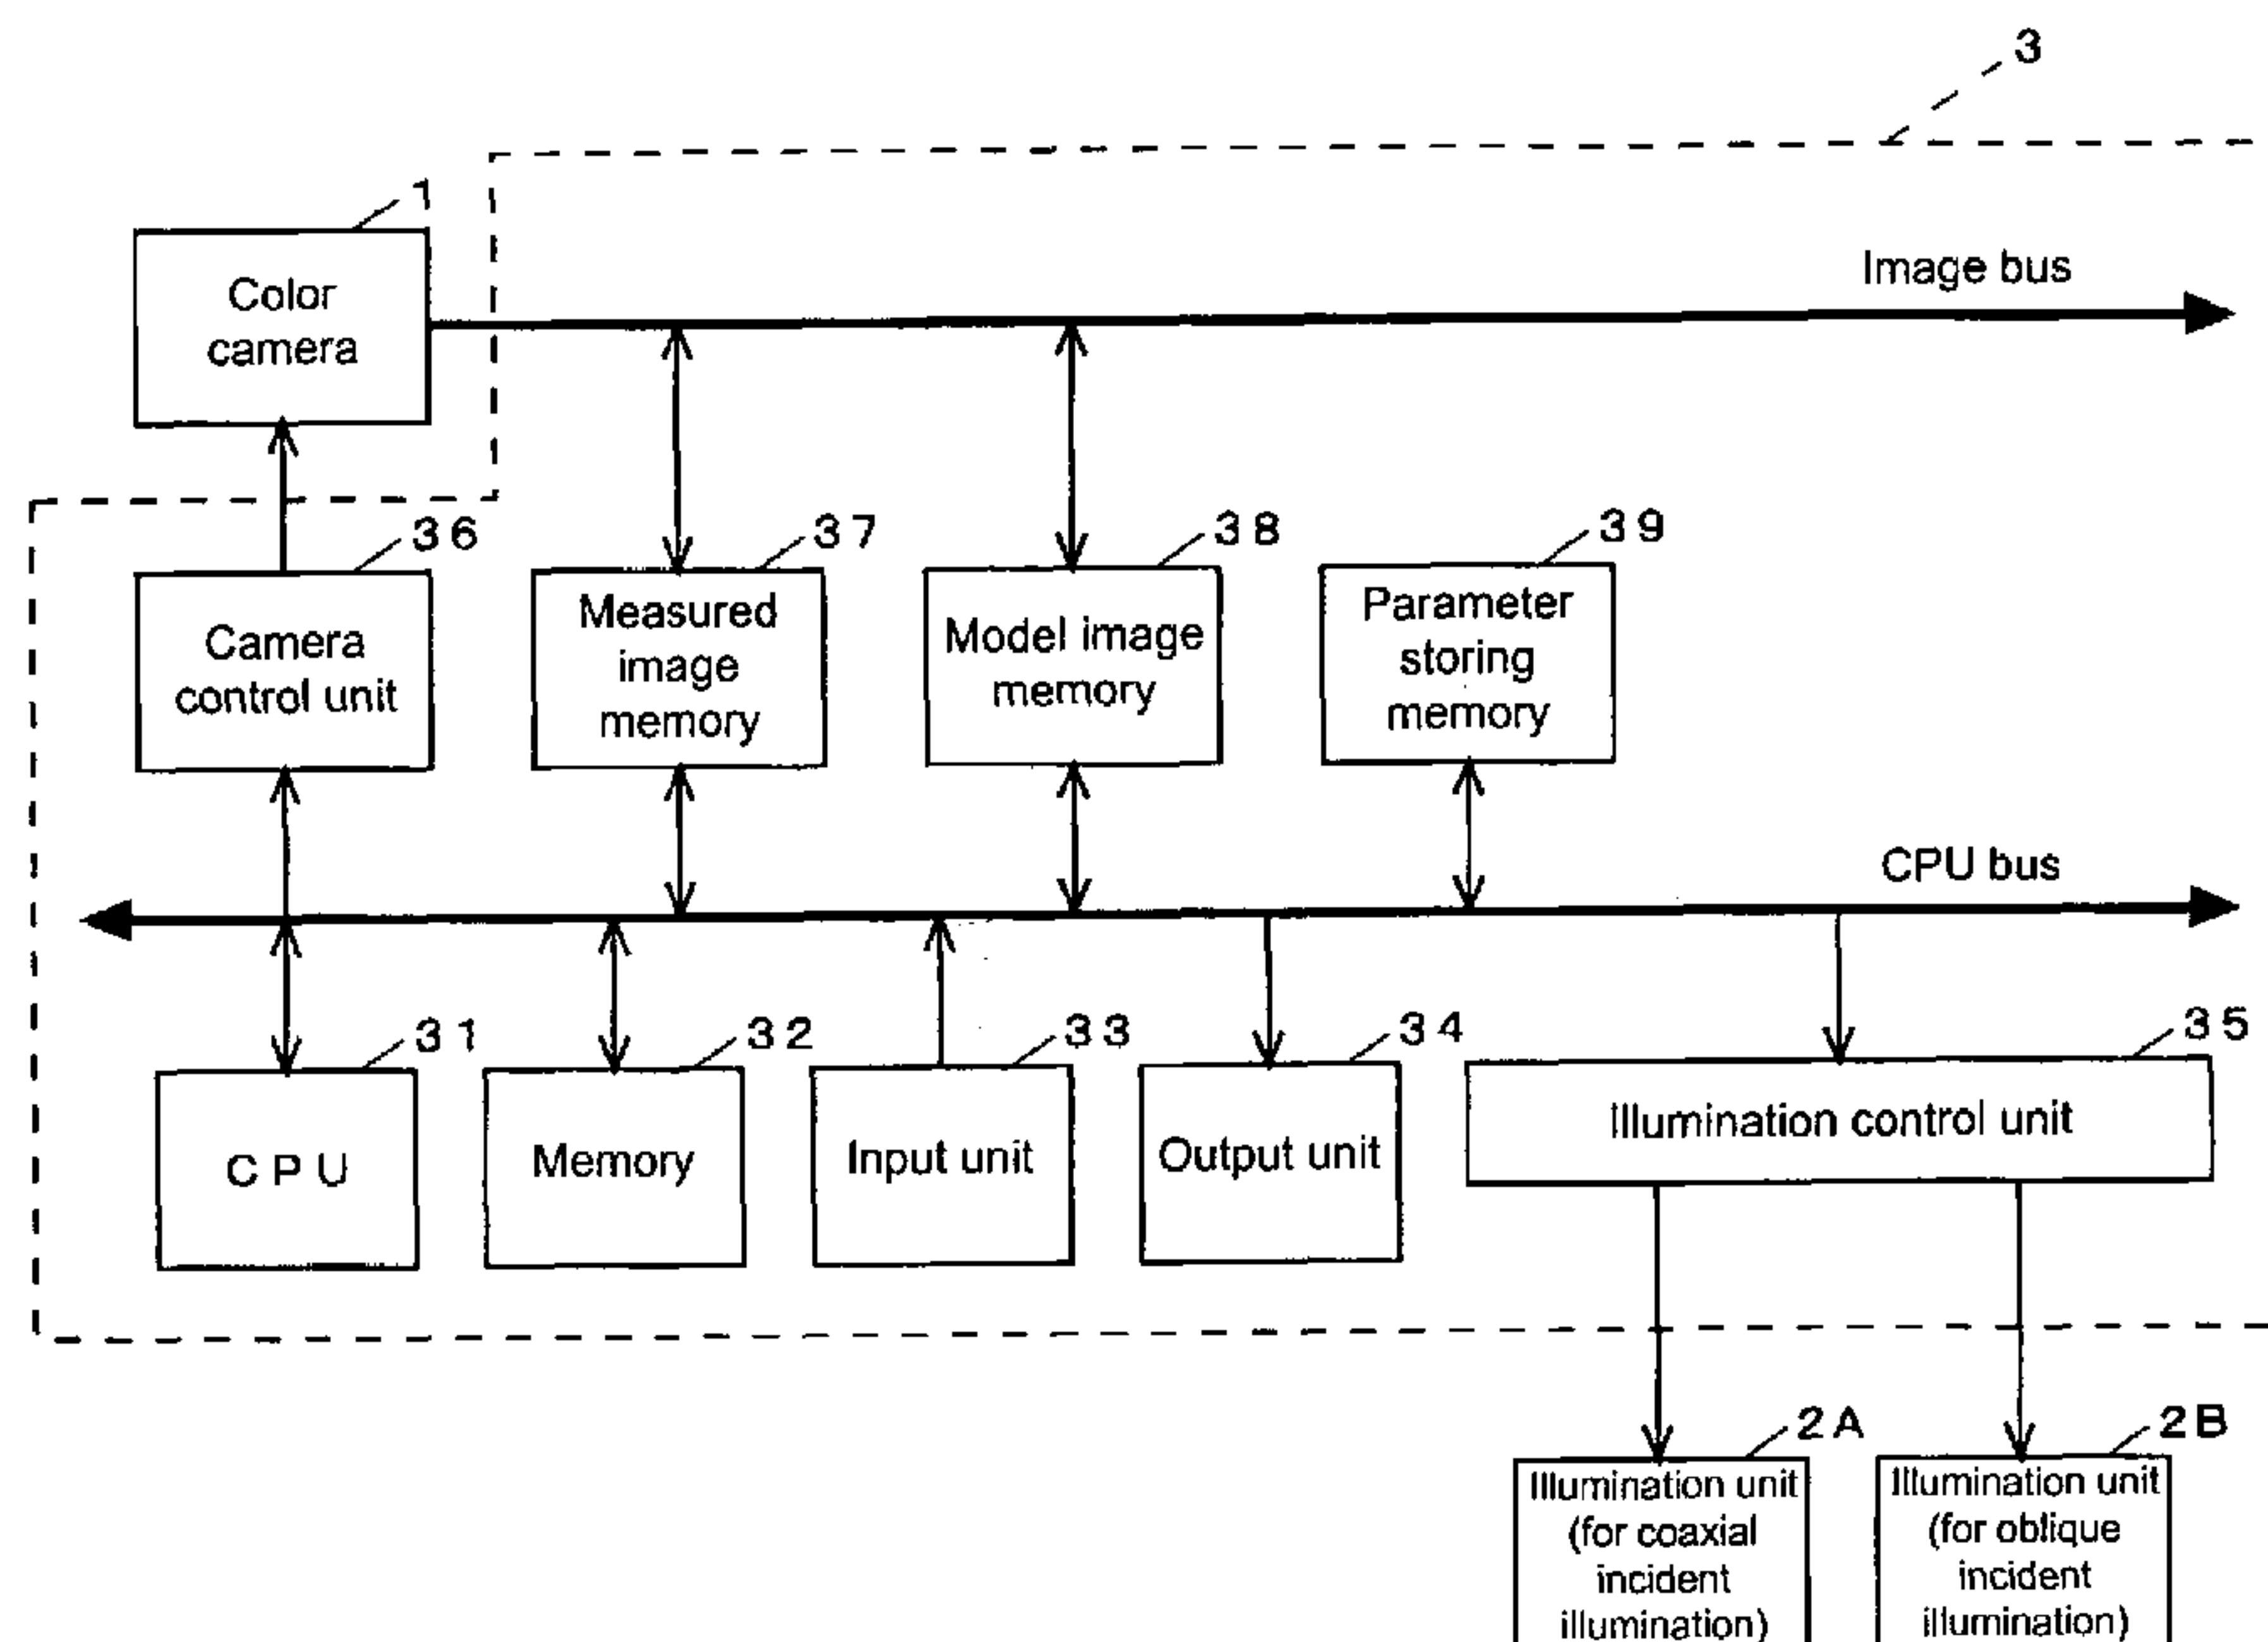 3
1
Color
camera
Image bus
36
37
38
39
Camera
control unit
Measured
image
memory
Model image
memory
Parameter
storing
memory
CPU bus
31
32
33
34
35
CPU
Memory
Input unit
Output unit
Illumination control unit
2A
2B
Illumination unit
(for coaxial
incident
illumination)
Illumination unit
(for oblique
incident
illumination)